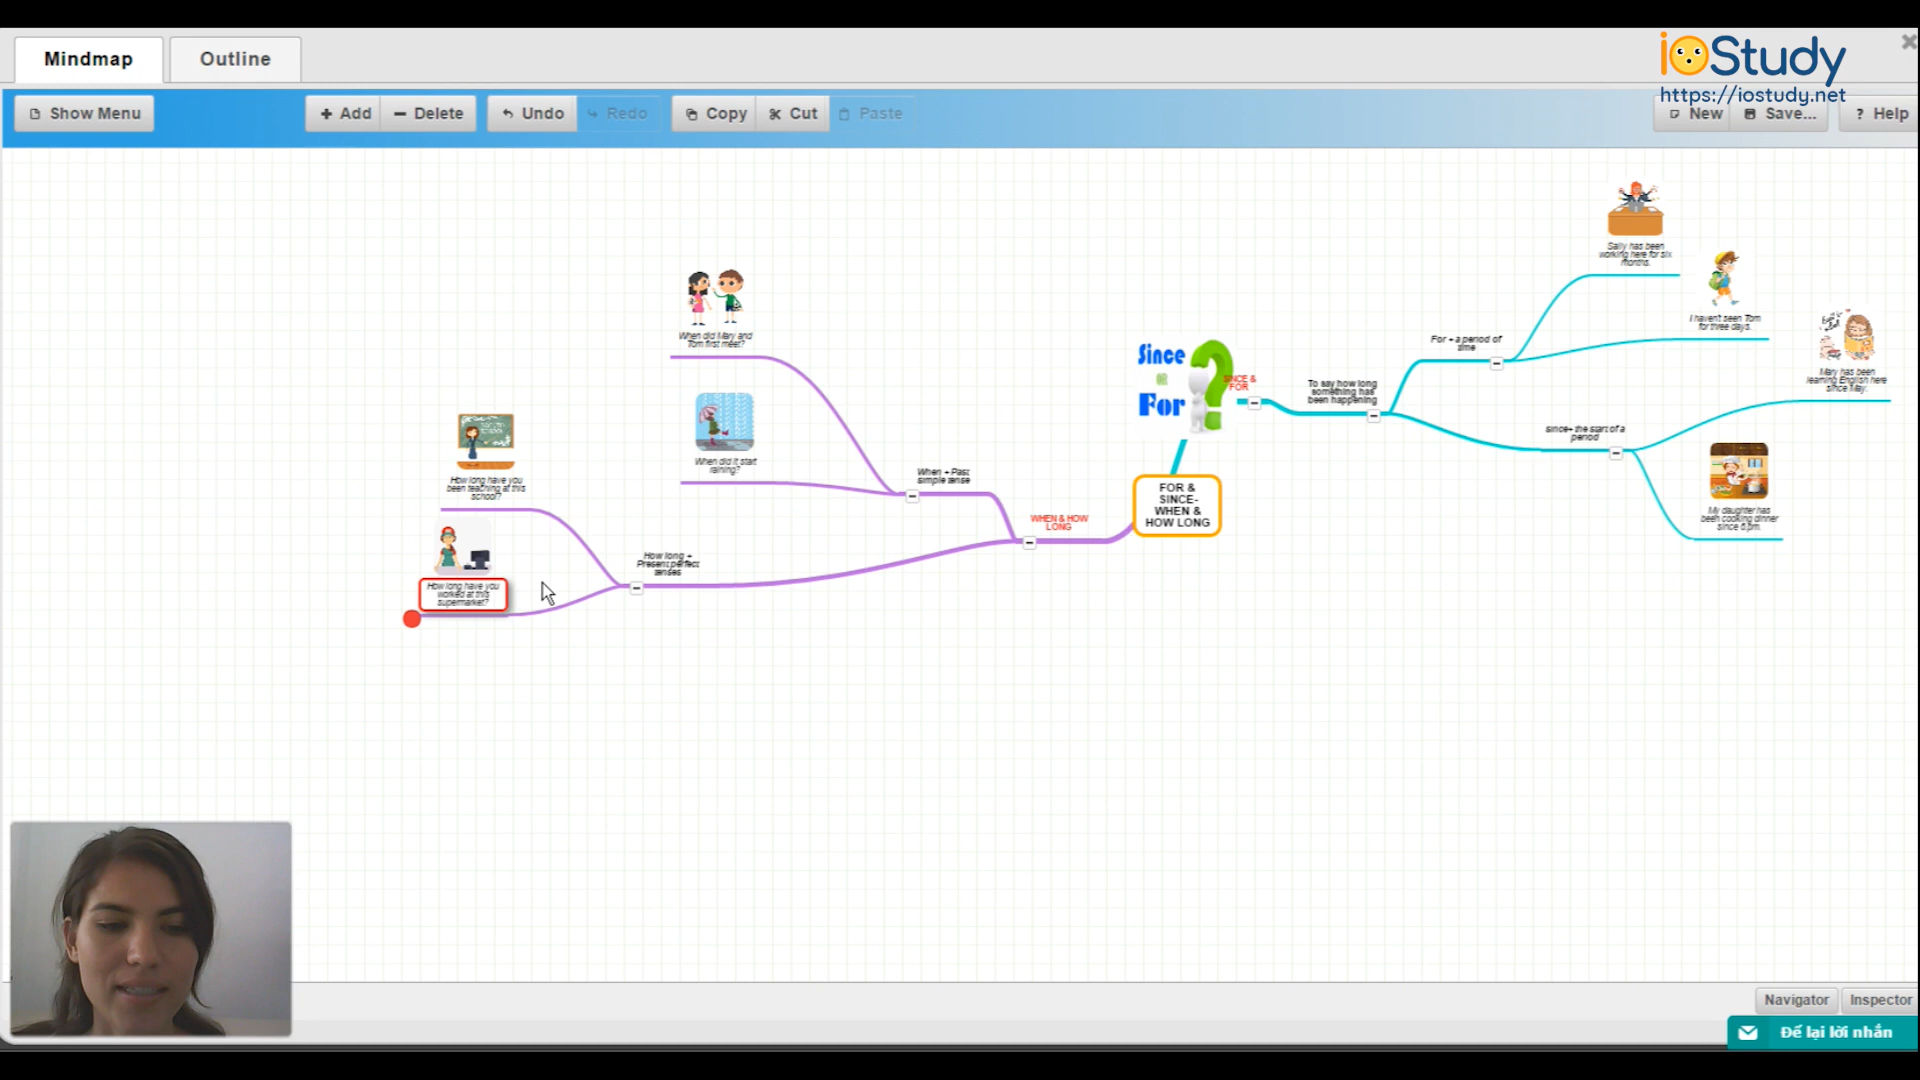 Mindmap
Outline
ioStudy
https://iostudy.net
Show Menu
Add
Delete
Undo
Redo
Copy
Cut
Paste
New
Save...
? Help
Sally has been
working here for six
months.
I haven't seen Tom
for three days.
Mary has been
learning English here
since May.
For + a period of
time
To say how long
something has
been happening
since+ the start of a
period
My daughter has
been cooking dinner
since 6 pm.
Since
OR
For
SINCE &
FOR
FOR &
SINCE-
WHEN &
HOW LONG
WHEN & HOW
LONG
When + Past
simple tense
When did Mary and
Tom first meet?
When did it start
raining?
How long +
Present perfect
tenses
How long have you
been teaching at this
school?
How long have you
worked at this
supermarket?
Navigator
Inspector
Để lại lời nhắn